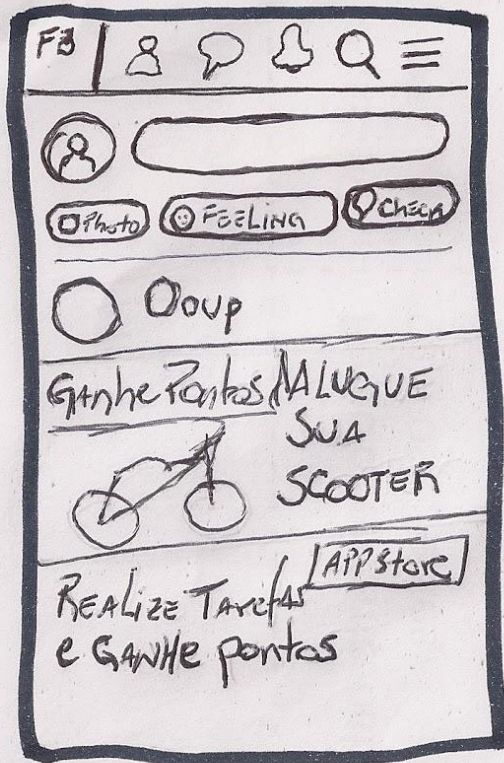 FB
Photo
FEELING
Check
Ooup
Ganhe Pontos
ALUGUE
SUA
SCOOTER
APPStore
REALIZE Tarefas
e GANHE pontos